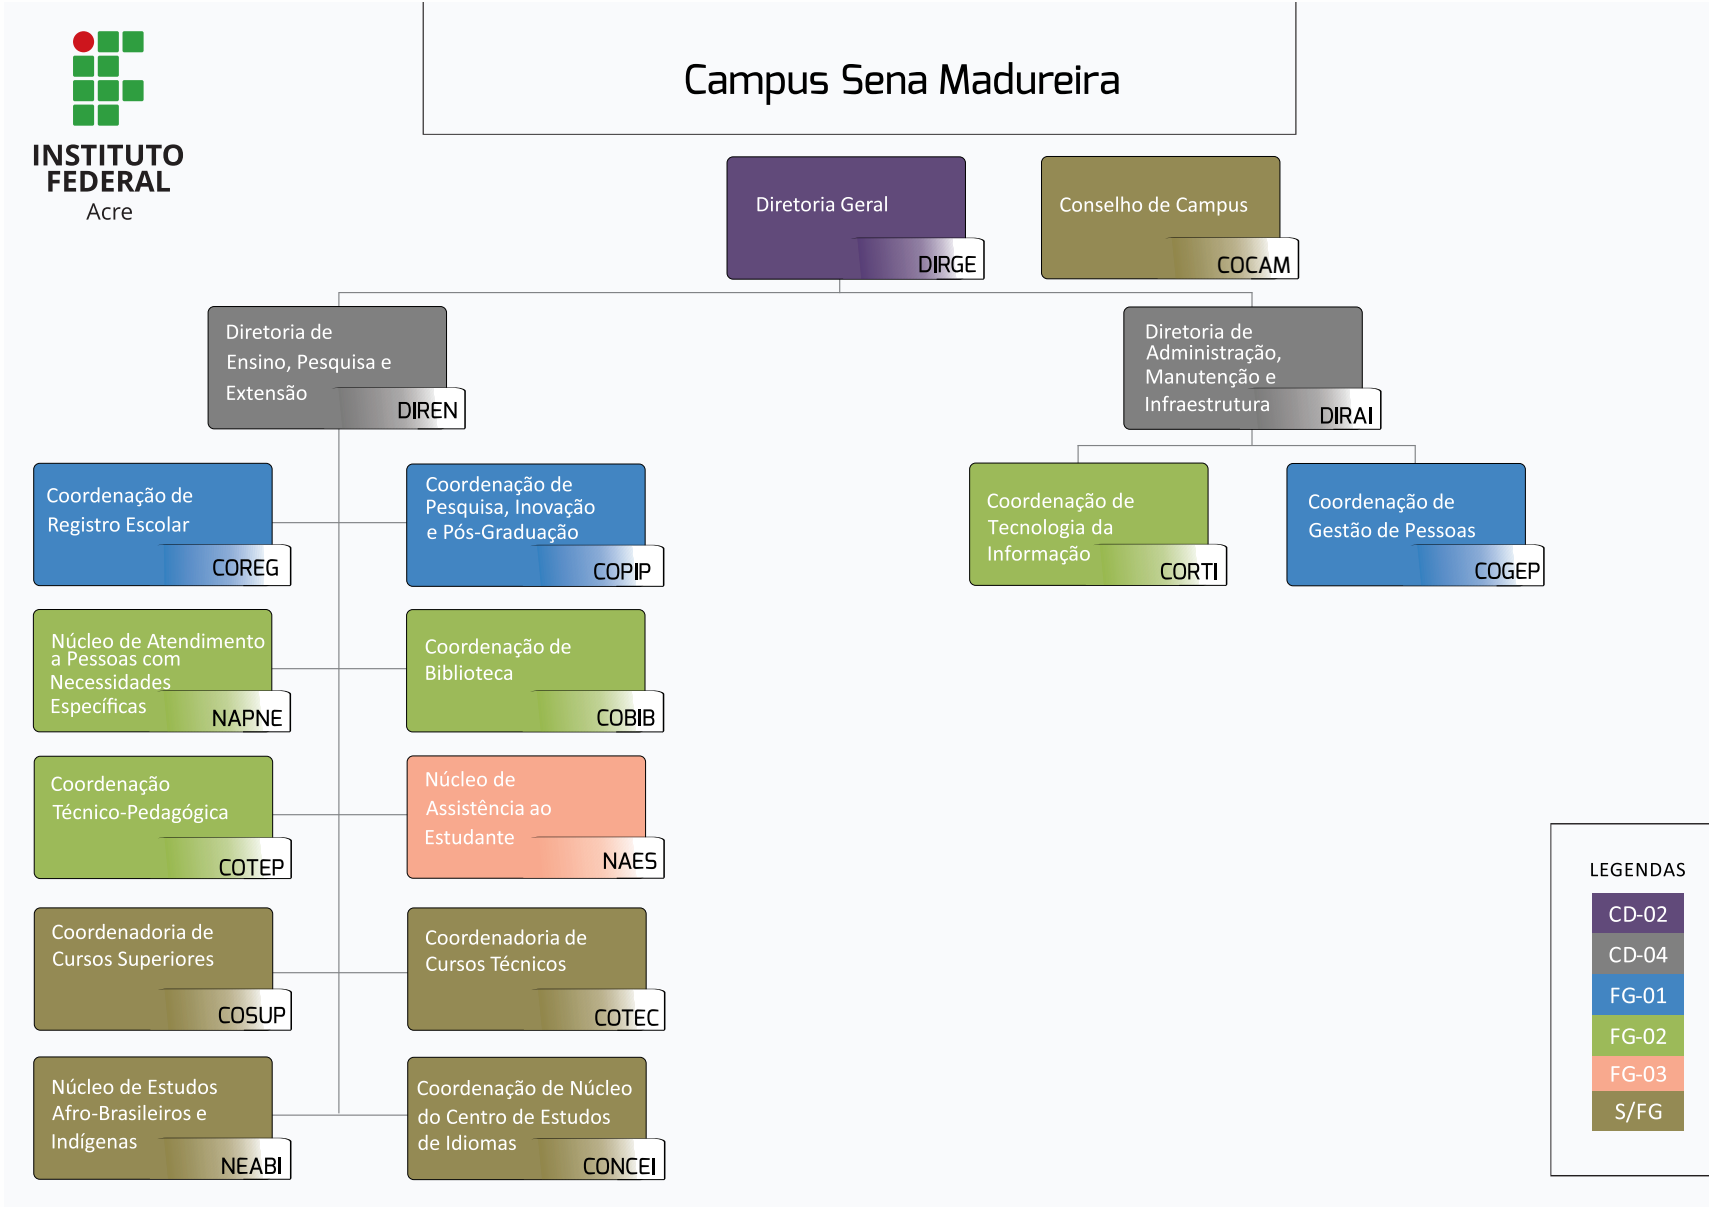 INSTITUTO
FEDERAL
Acre
Campus Sena Madureira
Diretoria Geral
DIRGE
Conselho de Campus
COCAM
Diretoria de
Ensino, Pesquisa e
Extensão
DIREN
Diretoria de
Administração,
Manutenção e
Infraestrutura
DIRAI
Coordenação de
Registro Escolar
COREG
Coordenação de
Pesquisa, Inovação
e Pós-Graduação
COPIP
Coordenação de
Tecnologia da
Informação
CORTI
Coordenação de
Gestão de Pessoas
COGEP
Núcleo de Atendimento
a Pessoas com
Necessidades
Específicas
NAPNE
Coordenação de
Biblioteca
COBIB
Coordenação
Técnico-Pedagógica
COTEP
Núcleo de
Assistência ao
Estudante
NAES
Coordenadoria de
Cursos Superiores
COSUP
Coordenadoria de
Cursos Técnicos
COTEC
Núcleo de Estudos
Afro-Brasileiros e
Indígenas
NEABI
Coordenação de Núcleo
do Centro de Estudos
de Idiomas
CONCEI
LEGENDAS
CD-02
CD-04
FG-01
FG-02
FG-03
S/FG